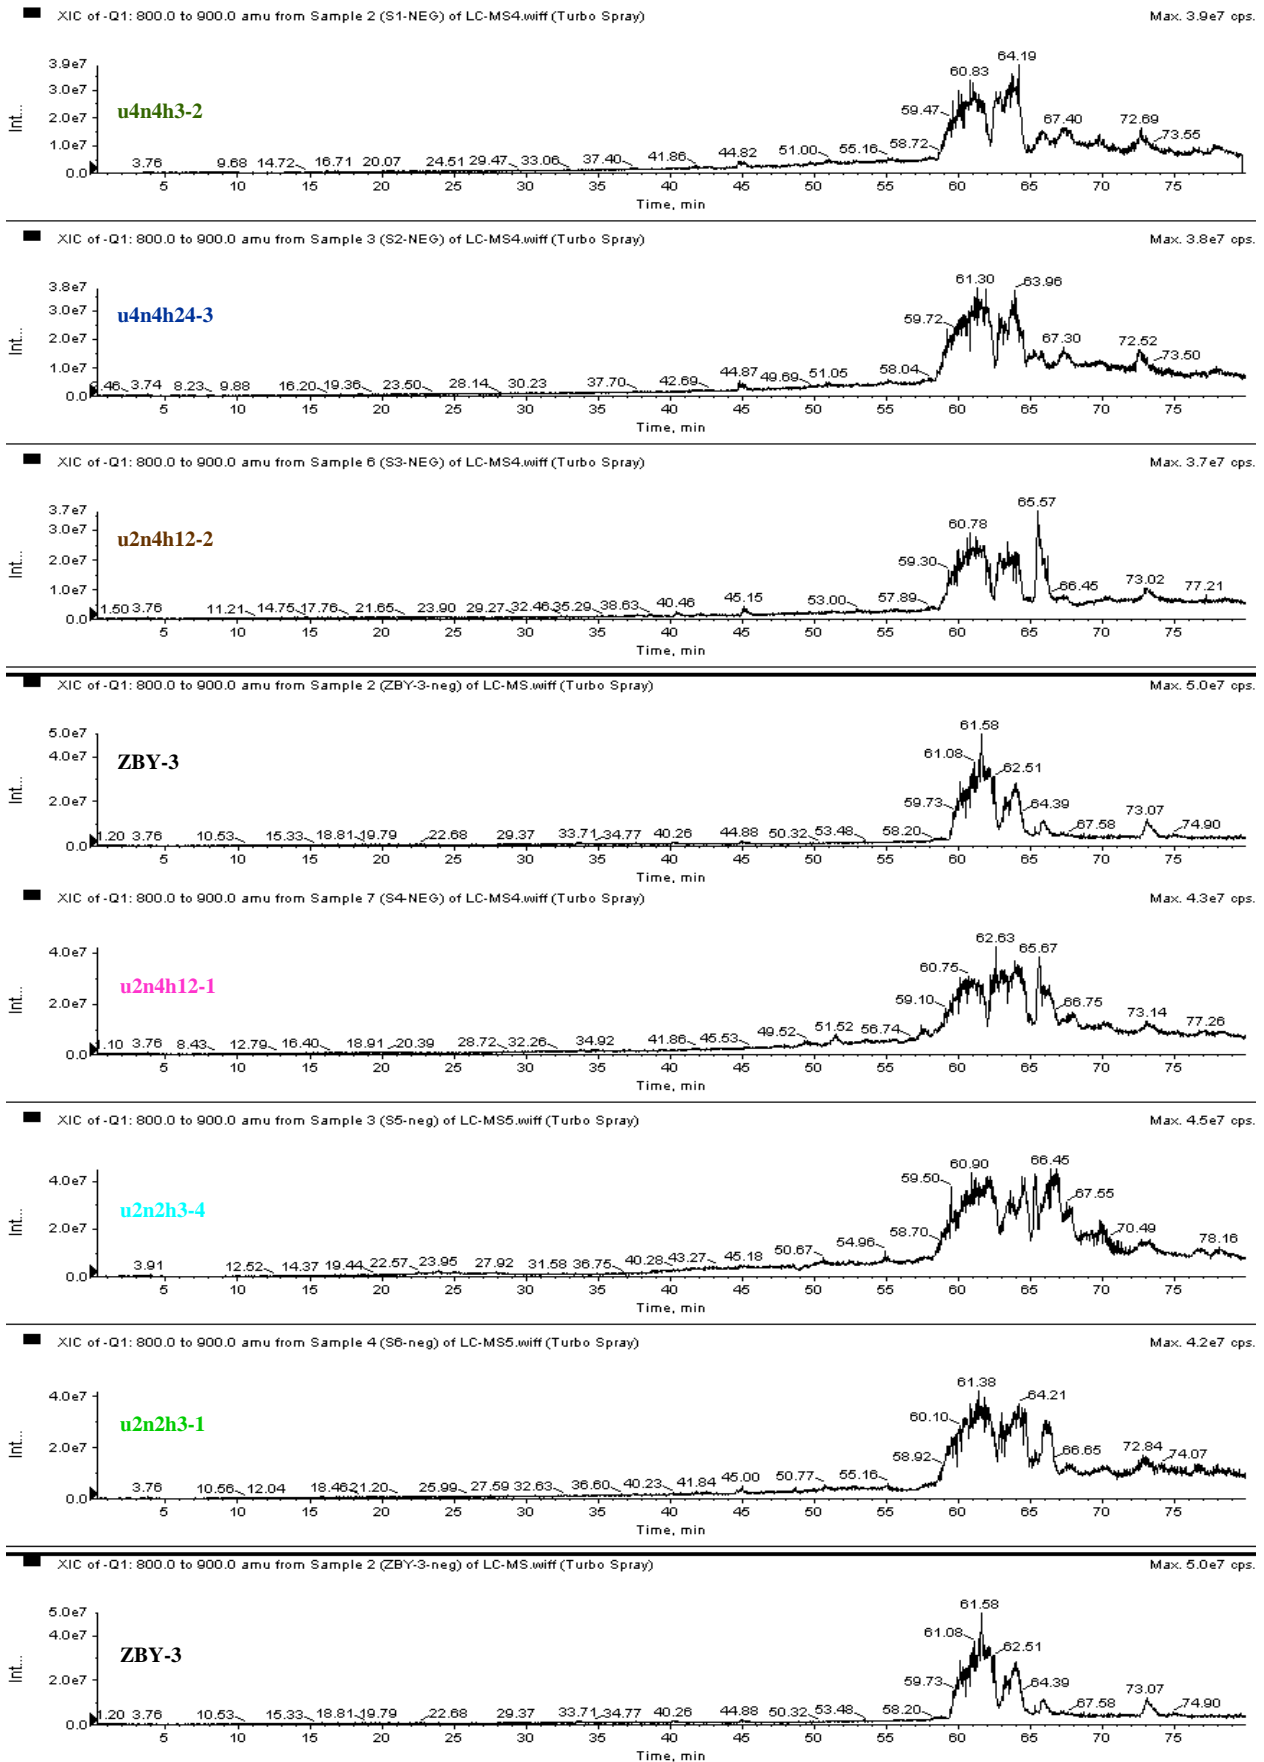 XIC of -Q1: 800.0 to 900.0 amu from Sample 2 (S1-NEG) of LC-MS4.wiff (Turbo Spray) Max. 3.9e7 cps.
Int...
3.9e7
3.0e7
2.0e7
1.0e7
0.0
u4n4h3-2
3.76 9.68 14.72 16.71 20.07 24.51 29.47 33.06 37.40 41.86 44.82 51.00 55.16 58.72 59.47 60.83 64.19 67.40 72.69 73.55
5 10 15 20 25 30 35 40 45 50 55 60 65 70 75
Time, min
XIC of -Q1: 800.0 to 900.0 amu from Sample 3 (S2-NEG) of LC-MS4.wiff (Turbo Spray) Max. 3.8e7 cps.
Int...
3.8e7
3.0e7
2.0e7
1.0e7
0.0
u4n4h24-3
.46 3.74 8.23 9.88 16.20 19.36 23.50 28.14 30.23 37.70 42.69 44.87 49.69 51.05 58.04 59.72 61.30 63.96 67.30 72.52 73.50
5 10 15 20 25 30 35 40 45 50 55 60 65 70 75
Time, min
XIC of -Q1: 800.0 to 900.0 amu from Sample 6 (S3-NEG) of LC-MS4.wiff (Turbo Spray) Max. 3.7e7 cps.
Int...
3.7e7
3.0e7
2.0e7
1.0e7
0.0
u2n4h12-2
1.50 3.76 11.21 14.75 17.76 21.65 23.90 29.27 32.46 35.29 38.63 40.46 45.15 53.00 57.89 59.30 60.78 65.57 66.45 73.02 77.21
5 10 15 20 25 30 35 40 45 50 55 60 65 70 75
Time, min
XIC of -Q1: 800.0 to 900.0 amu from Sample 2 (ZBY-3-neg) of LC-MS.wiff (Turbo Spray) Max. 5.0e7 cps.
Int...
5.0e7
4.0e7
2.0e7
0.0
ZBY-3
1.20 3.76 10.53 15.33 18.81 19.79 22.68 29.37 33.71 34.77 40.26 44.88 50.32 53.48 58.20 59.73 61.08 61.58 62.51 64.39 67.58 73.07 74.90
5 10 15 20 25 30 35 40 45 50 55 60 65 70 75
Time, min
XIC of -Q1: 800.0 to 900.0 amu from Sample 7 (S4-NEG) of LC-MS4.wiff (Turbo Spray) Max. 4.3e7 cps.
Int...
4.0e7
2.0e7
0.0
u2n4h12-1
1.10 3.76 8.43 12.79 16.40 18.91 20.39 28.72 32.26 34.92 41.86 45.53 49.52 51.52 56.74 59.10 60.75 62.63 65.67 66.75 73.14 77.26
5 10 15 20 25 30 35 40 45 50 55 60 65 70 75
Time, min
XIC of -Q1: 800.0 to 900.0 amu from Sample 3 (S5-neg) of LC-MS5.wiff (Turbo Spray) Max. 4.5e7 cps.
Int...
4.0e7
2.0e7
0.0
u2n2h3-4
3.91 12.52 14.37 19.44 22.57 23.95 27.92 31.58 36.75 40.28 43.27 45.18 50.67 54.96 58.70 59.50 60.90 66.45 67.55 70.49 78.16
5 10 15 20 25 30 35 40 45 50 55 60 65 70 75
Time, min
XIC of -Q1: 800.0 to 900.0 amu from Sample 4 (S6-neg) of LC-MS5.wiff (Turbo Spray) Max. 4.2e7 cps.
Int...
4.0e7
2.0e7
0.0
u2n2h3-1
3.76 10.56 12.04 18.46 21.20 25.99 27.59 32.63 36.60 40.23 41.84 45.00 50.77 55.16 58.92 60.10 61.38 64.21 66.65 72.84 74.07
5 10 15 20 25 30 35 40 45 50 55 60 65 70 75
Time, min
XIC of -Q1: 800.0 to 900.0 amu from Sample 2 (ZBY-3-neg) of LC-MS.wiff (Turbo Spray) Max. 5.0e7 cps.
Int...
5.0e7
4.0e7
2.0e7
0.0
ZBY-3
1.20 3.76 10.53 15.33 18.81 19.79 22.68 29.37 33.71 34.77 40.26 44.88 50.32 53.48 58.20 59.73 61.08 61.58 62.51 64.39 67.58 73.07 74.90
5 10 15 20 25 30 35 40 45 50 55 60 65 70 75
Time, min